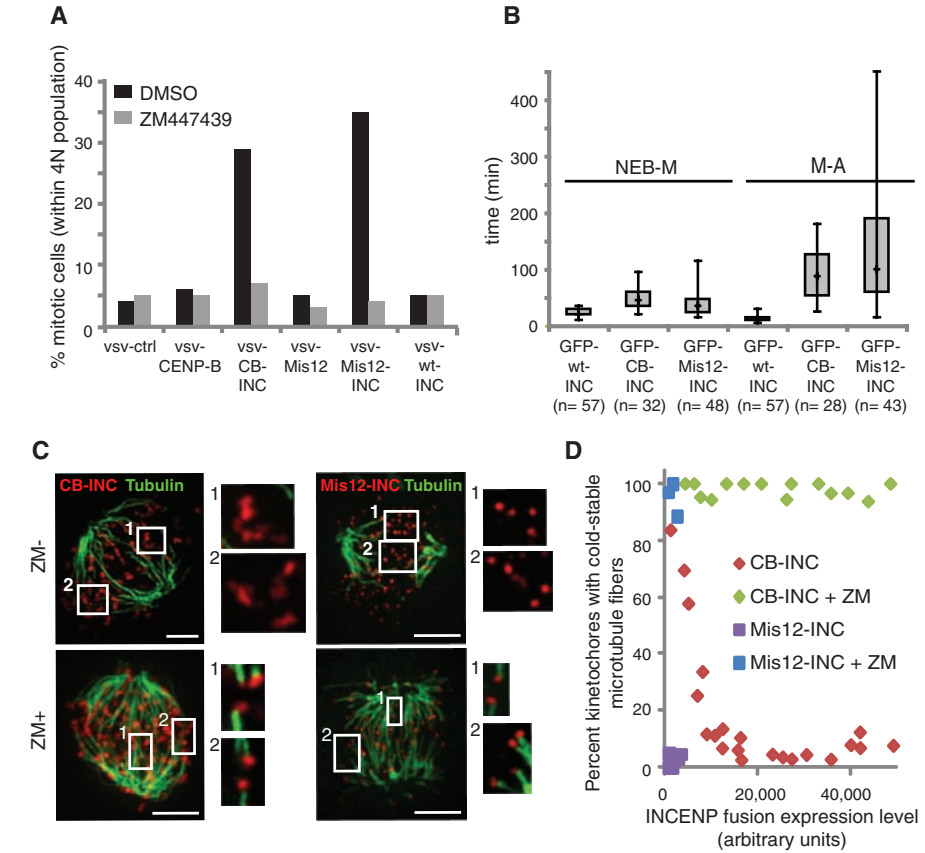 A
% mitotic cells (within 4N population)
40
30
20
10
0
DMSO
ZM447439
vsv-ctrl
vsv-
CENP-B
vsv-
CB-
INC
vsv-
Mis12
vsv-
Mis12-
INC
vsv-
wt-
INC
B
time (min)
400
300
200
100
0
NEB-M
M-A
GFP-
wt-
INC
(n= 57)
GFP-
CB-
INC
(n= 32)
GFP-
Mis12-
INC
(n= 48)
GFP-
wt-
INC
(n= 57)
GFP-
CB-
INC
(n= 28)
GFP-
Mis12-
INC
(n= 43)
C
ZM-
CB-INC Tubulin
1
2
1
2
Mis12-INC Tubulin
1
2
1
2
ZM+
1
2
1
2
1
2
1
2
D
Percent kinetochores with cold-stable
microtubule fibers
100
80
60
40
20
0
CB-INC
CB-INC + ZM
Mis12-INC
Mis12-INC + ZM
0
20,000
40,000
INCENP fusion expression level
(arbitrary units)